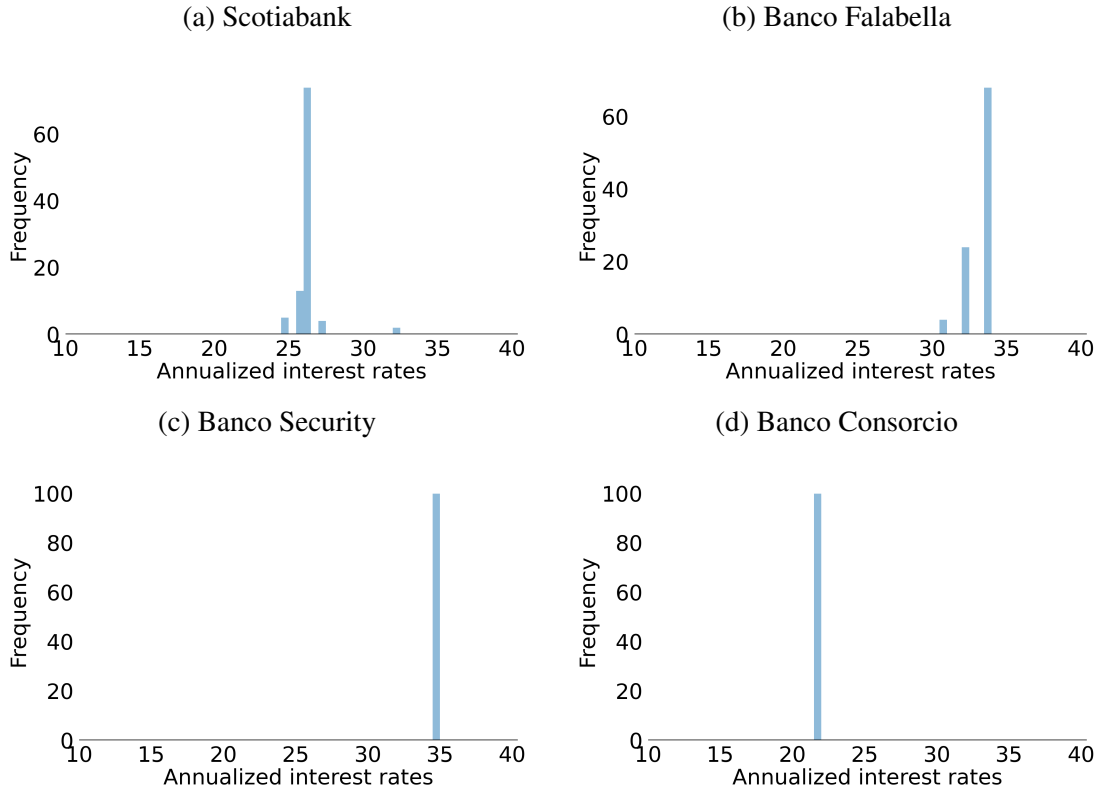 (a) Scotiabank
Frequency
60
40
20
0
10 15 20 25 30 35 40
Annualized interest rates
(b) Banco Falabella
Frequency
60
40
20
0
10 15 20 25 30 35 40
Annualized interest rates
(c) Banco Security
Frequency
100
80
60
40
20
0
10 15 20 25 30 35 40
Annualized interest rates
(d) Banco Consorcio
Frequency
100
80
60
40
20
0
10 15 20 25 30 35 40
Annualized interest rates